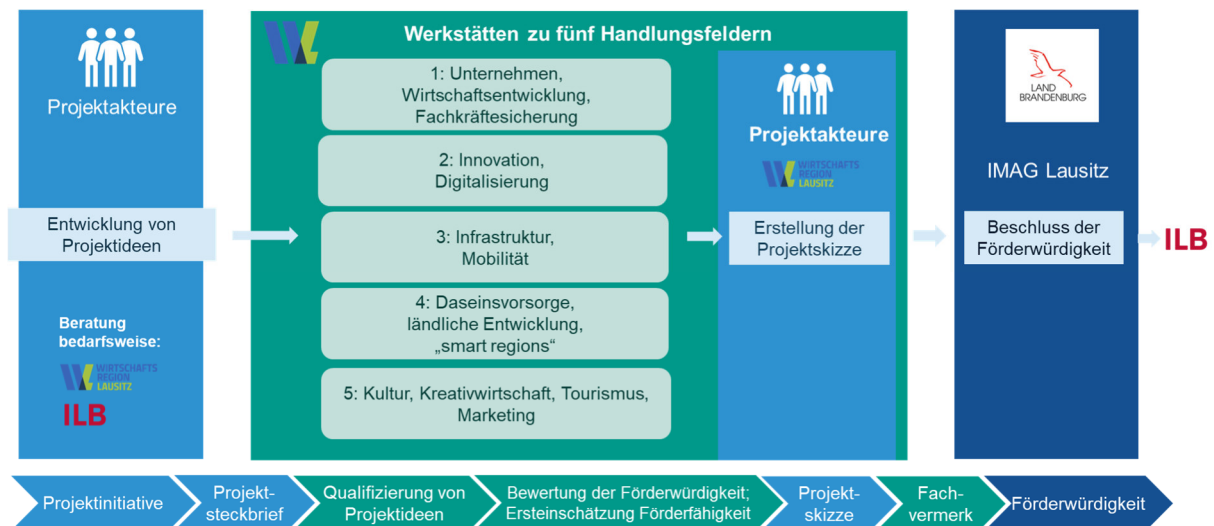 Projektakteure
Entwicklung von
Projektideen
Beratung
bedarfsweise:
WIRTSCHAFTS
REGION
LAUSITZ
ILB
Werkstätten zu fünf Handlungsfeldern
1: Unternehmen,
Wirtschaftsentwicklung,
Fachkräftesicherung
2: Innovation,
Digitalisierung
3: Infrastruktur,
Mobilität
4: Daseinsvorsorge,
ländliche Entwicklung,
„smart regions“
5: Kultur, Kreativwirtschaft, Tourismus,
Marketing
Projektakteure
WIRTSCHAFTS
REGION
LAUSITZ
Erstellung der
Projektskizze
LAND
BRANDENBURG
IMAG Lausitz
Beschluss der
Förderwürdigkeit
ILB
Projektinitiative
Projekt-
steckbrief
Qualifizierung von
Projektideen
Bewertung der Förderwürdigkeit;
Ersteinschätzung Förderfähigkeit
Projekt-
skizze
Fach-
vermerk
Förderwürdigkeit